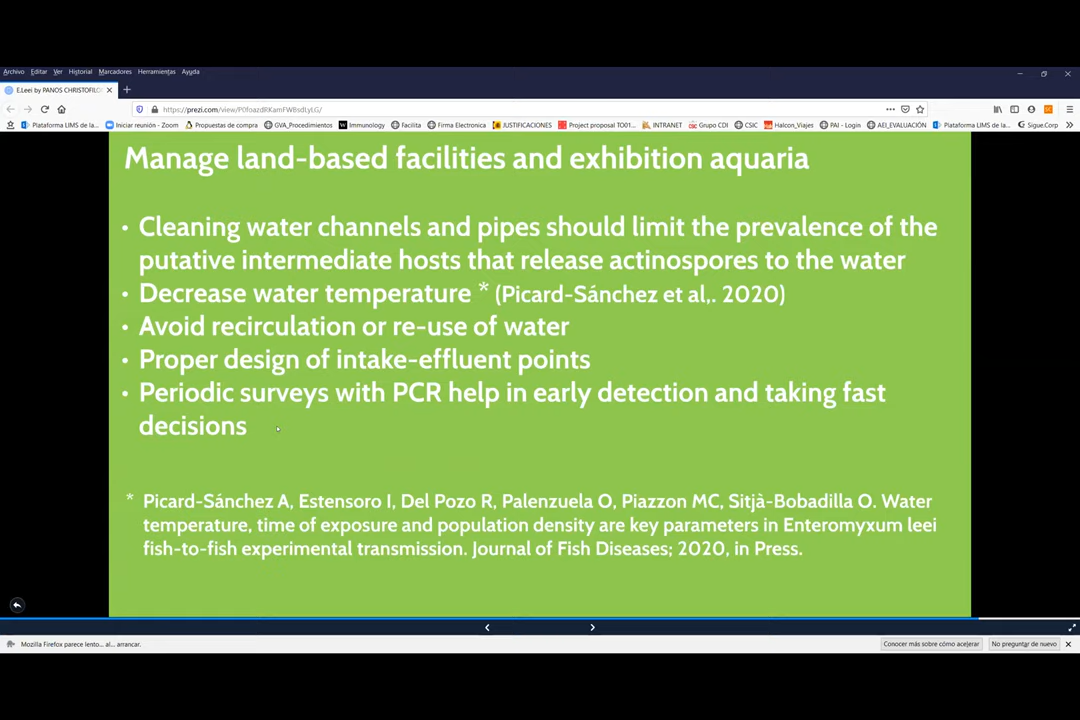 Archivo Editar Ver Historial Marcadores Herramientas Ayuda
E.Leei by PANOS CHRISTOFILO
https://prezi.com/view/P0foazdRKamFWBsdLyLG/
Plataforma LIMS de la... Iniciar reunión - Zoom Propuestas de compra GVA_Procedimientos Immunology Facilita Firma Electronica JUSTIFICACIONES Project proposal TO01... INTRANET Grupo CDI CSIC Halcon_Viajes PAI - Login AEI_EVALUACIÓN Plataforma LIMS de la... Sigue.Corp
Manage land-based facilities and exhibition aquaria
• Cleaning water channels and pipes should limit the prevalence of the
putative intermediate hosts that release actinospores to the water
• Decrease water temperature * (Picard-Sánchez et al,. 2020)
• Avoid recirculation or re-use of water
• Proper design of intake-effluent points
• Periodic surveys with PCR help in early detection and taking fast
decisions
* Picard-Sánchez A, Estensoro I, Del Pozo R, Palenzuela O, Piazzon MC, Sitjà-Bobadilla O. Water
temperature, time of exposure and population density are key parameters in Enteromyxum leei
fish-to-fish experimental transmission. Journal of Fish Diseases; 2020, in Press.
Mozilla Firefox parece lento... al... arrancar. Conocer más sobre cómo acelerar No preguntar de nuevo